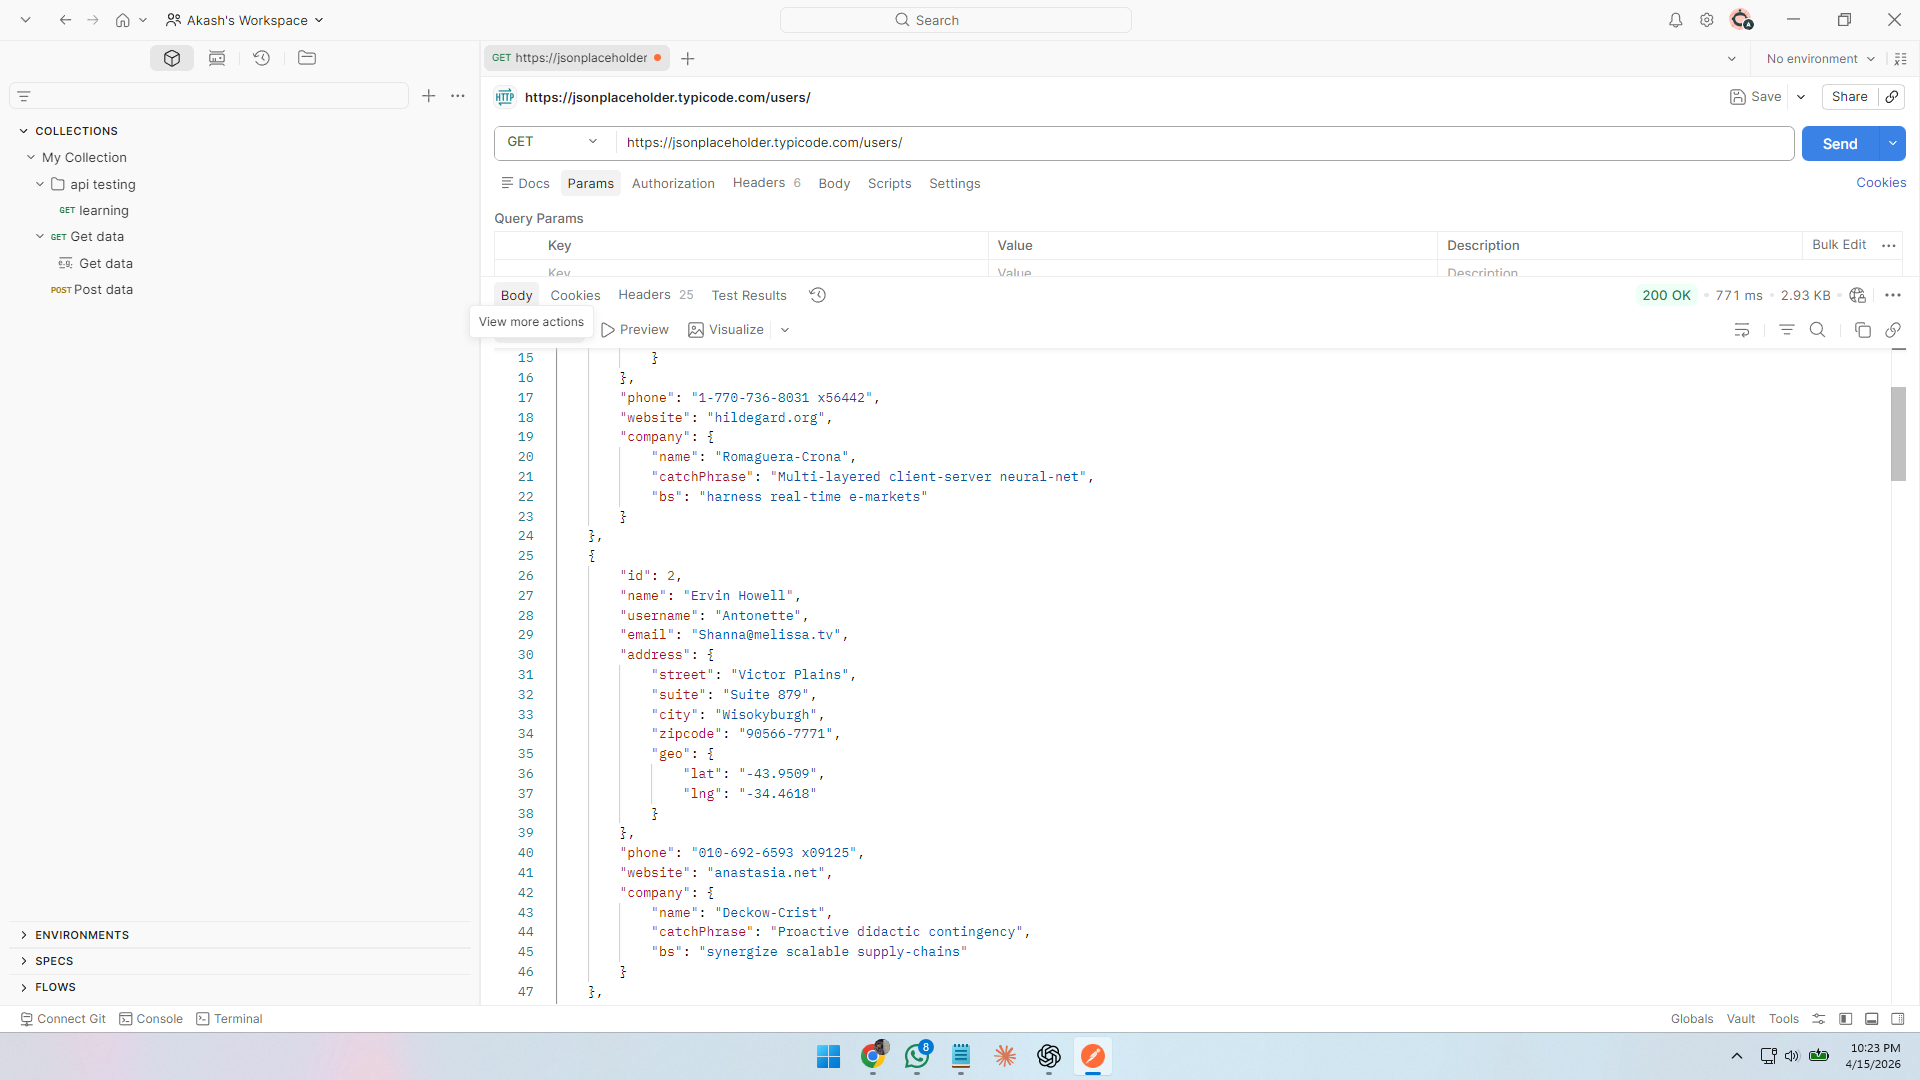 Akash's Workspace
Search
GET https://jsonplaceholder
No environment
COLLECTIONS
My Collection
api testing
GET learning
GET Get data
e.g. Get data
POST Post data
ENVIRONMENTS
SPECS
FLOWS
HTTP https://jsonplaceholder.typicode.com/users/
Save
Share
GET https://jsonplaceholder.typicode.com/users/
Send
Docs Params Authorization Headers 6 Body Scripts Settings
Cookies
Query Params
Key Value Description Bulk Edit
Key Value Description
Body Cookies Headers 25 Test Results
200 OK 771 ms 2.93 KB
View more actions
Preview Visualize
15 }
16 },
17 "phone": "1-770-736-8031 x56442",
18 "website": "hildegard.org",
19 "company": {
20 "name": "Romaguera-Crona",
21 "catchPhrase": "Multi-layered client-server neural-net",
22 "bs": "harness real-time e-markets"
23 }
24 },
25 {
26 "id": 2,
27 "name": "Ervin Howell",
28 "username": "Antonette",
29 "email": "Shanna@melissa.tv",
30 "address": {
31 "street": "Victor Plains",
32 "suite": "Suite 879",
33 "city": "Wisokyburgh",
34 "zipcode": "90566-7771",
35 "geo": {
36 "lat": "-43.9509",
37 "lng": "-34.4618"
38 }
39 },
40 "phone": "010-692-6593 x09125",
41 "website": "anastasia.net",
42 "company": {
43 "name": "Deckow-Crist",
44 "catchPhrase": "Proactive didactic contingency",
45 "bs": "synergize scalable supply-chains"
46 }
47 },
Connect Git Console Terminal
Globals Vault Tools
8
10:23 PM
4/15/2026